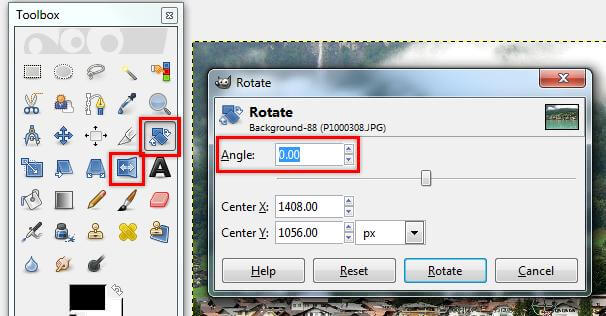 Toolbox
Rotate
Rotate
Background-88 (P1000308.JPG)
Angle: 0.00
Center X: 1408.00
Center Y: 1056.00 px
Help Reset Rotate Cancel